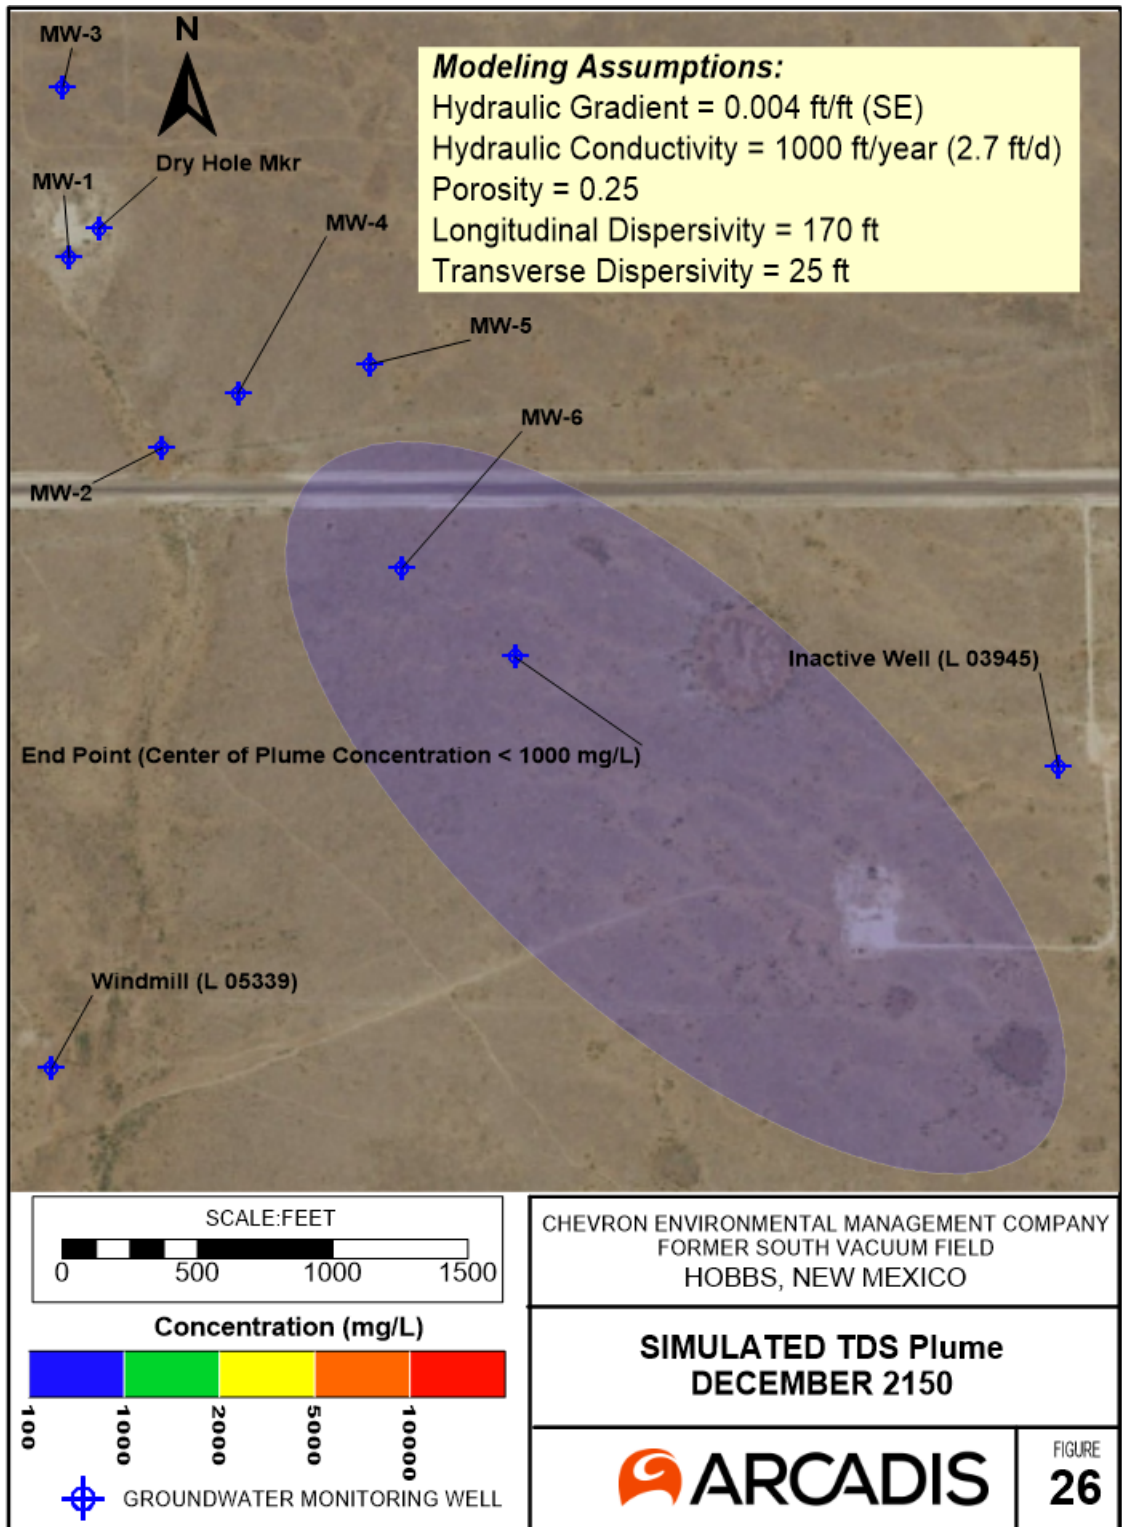 MW-3
N
Modeling Assumptions:
Hydraulic Gradient = 0.004 ft/ft (SE)
Hydraulic Conductivity = 1000 ft/year (2.7 ft/d)
Porosity = 0.25
Longitudinal Dispersivity = 170 ft
Transverse Dispersivity = 25 ft
Dry Hole Mkr
MW-1
MW-4
MW-5
MW-6
MW-2
Inactive Well (L 03945)
End Point (Center of Plume Concentration < 1000 mg/L)
Windmill (L 05339)
SCALE:FEET
0 500 1000 1500
Concentration (mg/L)
100 1000 2000 5000 10000
GROUNDWATER MONITORING WELL
CHEVRON ENVIRONMENTAL MANAGEMENT COMPANY
FORMER SOUTH VACUUM FIELD
HOBBS, NEW MEXICO
SIMULATED TDS Plume
DECEMBER 2150
ARCADIS
FIGURE
26